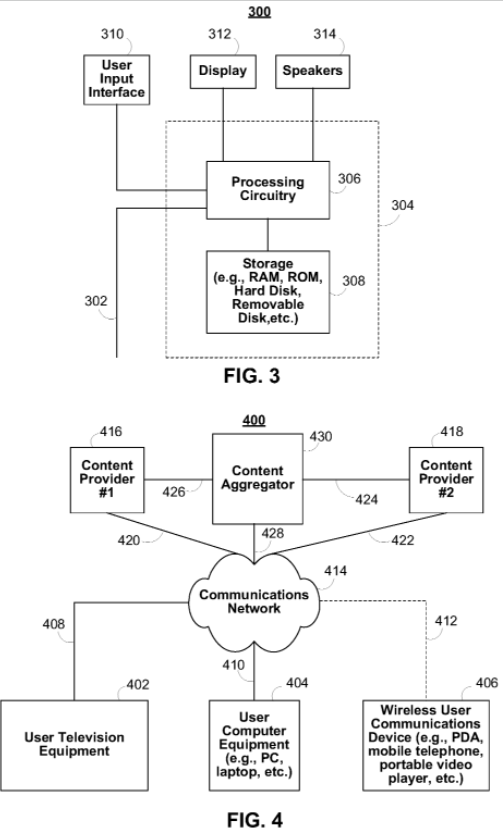 300
310
312
314
User
Input
Interface
Display
Speakers
Processing
Circuitry
306
304
Storage
(e.g., RAM, ROM,
Hard Disk,
Removable
Disk,etc.)
308
302
FIG. 3
400
416
430
418
Content
Provider
#1
Content
Aggregator
Content
Provider
#2
426
424
420
428
422
414
Communications
Network
408
410
412
402
404
406
User Television
Equipment
User
Computer
Equipment
(e.g., PC,
laptop, etc.)
Wireless User
Communications
Device (e.g., PDA,
mobile telephone,
portable video
player, etc.)
FIG. 4